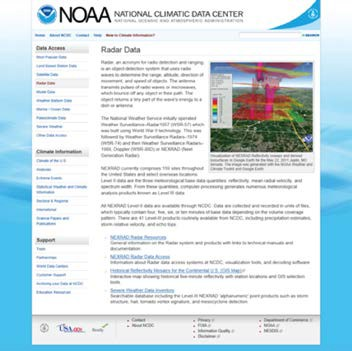 NOAA NATIONAL CLIMATIC DATA CENTER
NATIONAL OCEANIC AND ATMOSPHERIC ADMINISTRATION
Home About NCDC Contact Help New to Climate Information? SEARCH
Data Access
Most Popular Data
Land Based Station Data
Satellite Data
Radar Data
Model Data
Weather Balloon Data
Marine / Ocean Data
Paleoclimate Data
Severe Weather
Other Data Access
Climate Information
Climate of the U.S.
Analyses
Extreme Events
Statistical Weather and Climate Information
Societal & Regional
International
Science Papers and Publications
Support
Tools
Partnerships
World Data Centers
Customer Support
Archiving your Data at NCDC
Education Resources
Radar Data
Radar, an acronym for radio detection and ranging,
is an object-detection system that uses radio
waves to determine the range, altitude, direction of
movement, and speed of objects. The antenna
transmits pulses of radio waves or microwaves,
which bounce off any object in their path. The
object returns a tiny part of the wave's energy to a
dish or antenna.
The National Weather Service initially operated
Weather Surveillance-Radar1957 (WSR-57) which
was built using World War II technology. This was
followed by Weather Surveillance Radars-1974
(WSR-74) and then Weather Surveillance Radars-
1988, Doppler (WSR-88D) or NEXRAD (Next
Generation Radar).
Visualization of NEXRAD Reflectivity
NEXRAD currently comprises 160 sites throughout
the United States and select overseas locations.
Level-II data are the three meteorological base data quantities: reflectivity, mean radial velocity, and
spectrum width. From these quantities, computer processing generates numerous meteorological
analysis products known as Level-III data.
All NEXRAD Level-II data are available through NCDC. Data are collected and recorded in units of files,
which typically contain four, five, six, or ten minutes of base data depending on the volume coverage
pattern. There are 41 Level-III products routinely available from NCDC, including precipitation estimates,
storm relative velocity, and echo tops.
NEXRAD Radar Resources
General information on the Radar system and products with links to technical manuals and
documentation
NEXRAD Radar Data Access
Information about Radar data access systems at NCDC, visualization tools, and decoding software
Historical Reflectivity Mosaics for the Continental U.S. (GIS Map)
Interactive map showing historical five-minute reflectivity with station locations and GIS selection
tools
Severe Weather Data Inventory
Searchable database including the Level-III NEXRAD 'alphanumeric' point products such as storm
structure, hail, tornado vortex signature, and mesocyclone detection
USA.gov
Ready
Contact
About NCDC
Privacy
FOIA
Information Quality
Disclaimer
Department of Commerce
NOAA
NESDIS